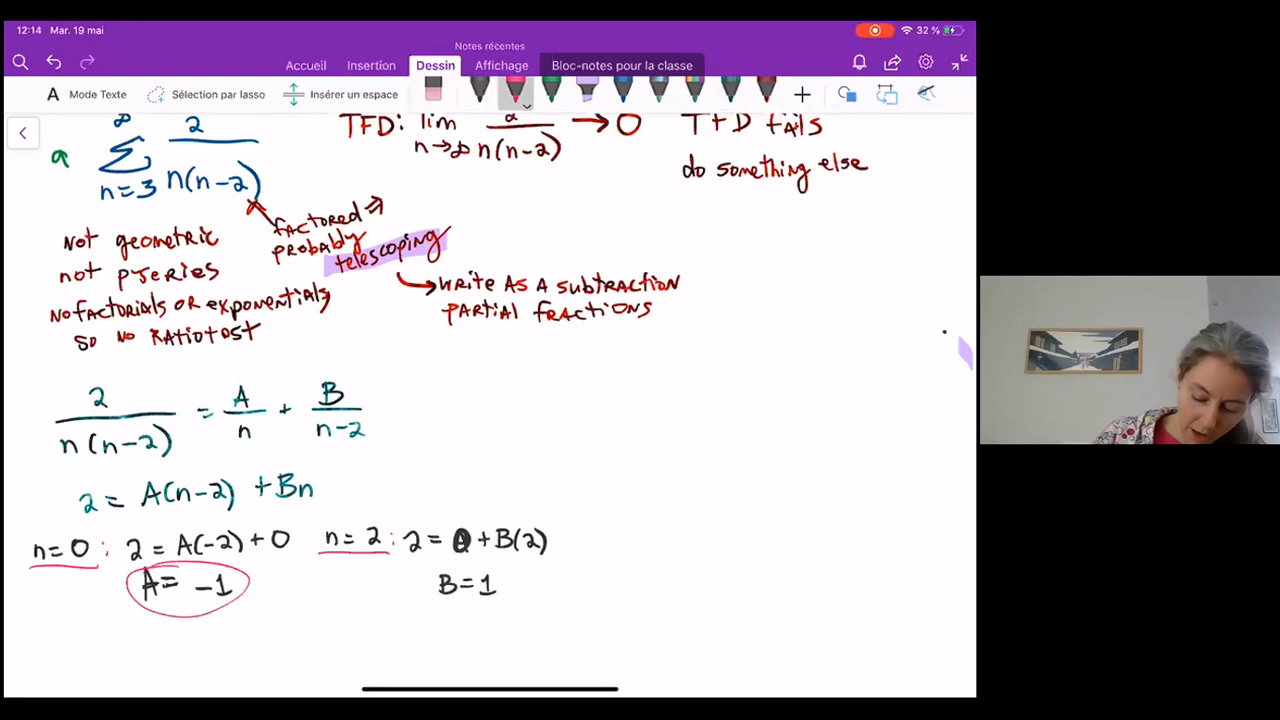 12:14 Mar. 19 mai
32 %
Notes récentes
Accueil Insertion Dessin Affichage Bloc-notes pour la classe
A Mode Texte Sélection par lasso Insérer un espace
a ∞ Σ n=3 2 / n(n-2)
TFD: lim n→∞ 2 / n(n-2) → 0
TFD fails
do something else
factored ⇒
probably
telescoping
Not geometric
not pseries
No factorials or exponentials
so no Ratiotest
→ Write as a subtraction
partial fractions
2 / n(n-2) = A / n + B / n-2
2 = A(n-2) + Bn
n=0: 2 = A(-2) + 0 n=2: 2 = 0 + B(2)
A = -1 B=1